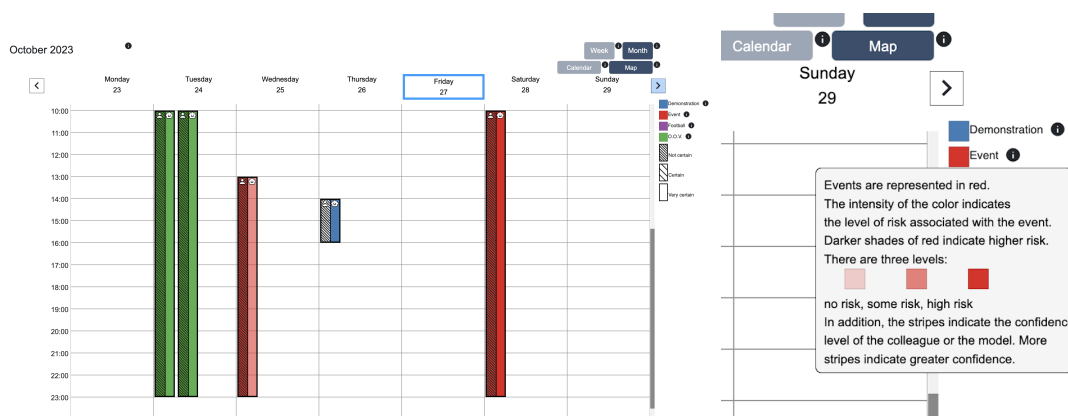 October 2023
Week
Month
Calendar
Map
Monday
23
Tuesday
24
Wednesday
25
Thursday
26
Friday
27
Saturday
28
Sunday
29
10:00
11:00
12:00
13:00
14:00
15:00
16:00
17:00
18:00
19:00
20:00
21:00
22:00
23:00
Demonstration
Event
Football
O.O.V.
Not certain
Certain
Very certain
Calendar
Map
Sunday
29
Demonstration
Event
Events are represented in red.
The intensity of the color indicates
the level of risk associated with the event.
Darker shades of red indicate higher risk.
There are three levels:
no risk, some risk, high risk
In addition, the stripes indicate the confidenc
level of the colleague or the model. More
stripes indicate greater confidence.